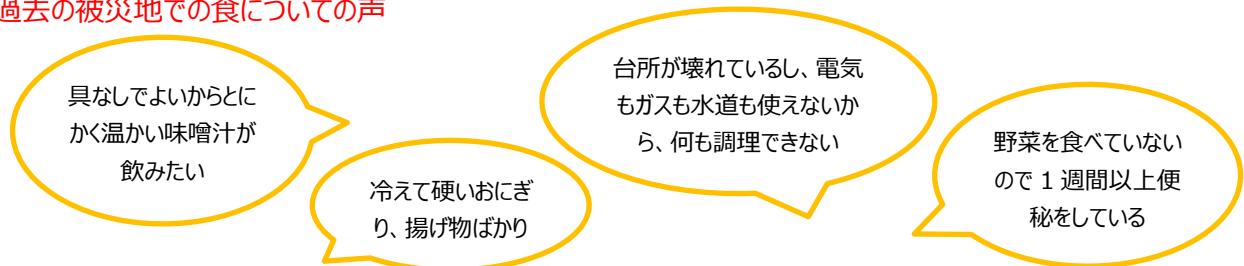 過去の被災地での食についての声
具なしでよいからとに
かく温かい味噌汁が
飲みたい
冷えて硬いおにぎ
り、揚げ物ばかり
台所が壊れているし、電気
もガスも水道も使えないか
ら、何も調理できない
野菜を食べていない
ので 1 週間以上便
秘をしている